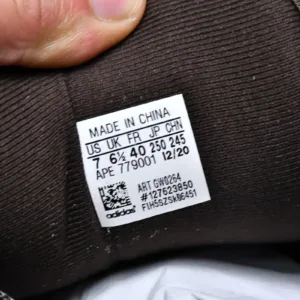 MADE IN CHINA
US UK FR JP CHN
7 6½ 40 250 245
APE 779001 12/20
ART GW0264
#127623850
F1H5SZSkB6451
adidas